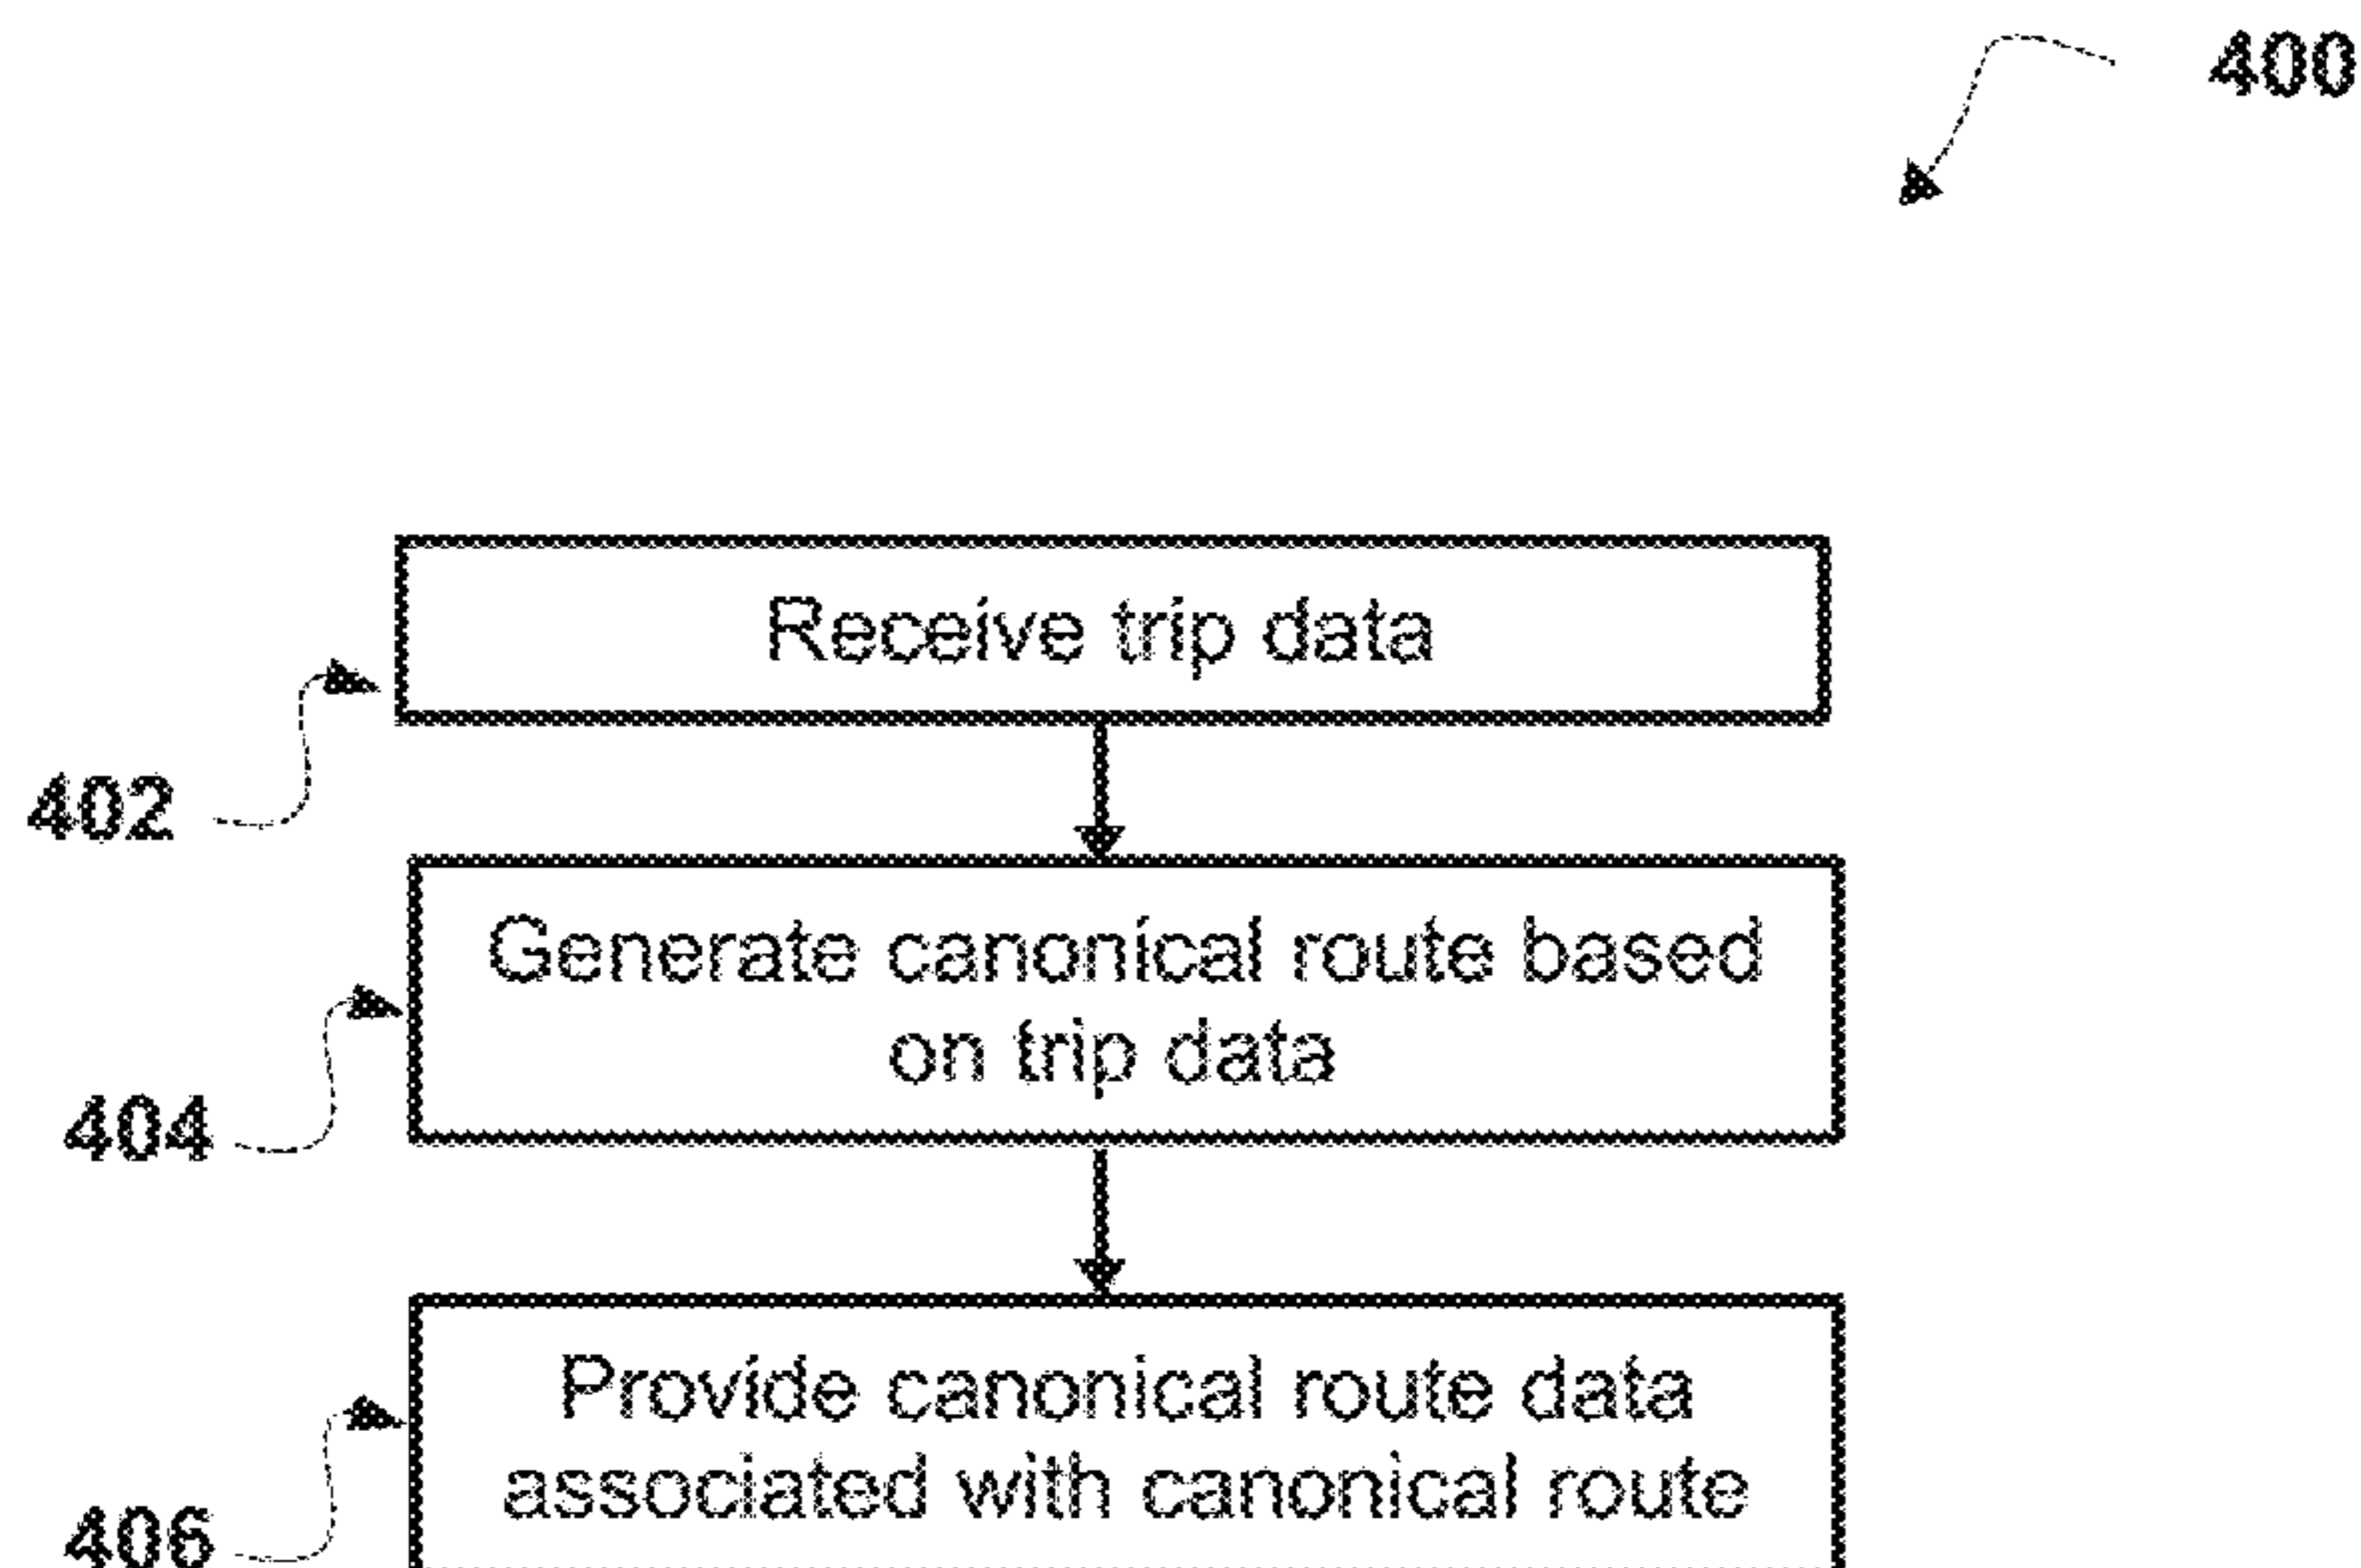 400
Receive trip data
402
Generate canonical route based
on trip data
404
Provide canonical route data
associated with canonical route
406